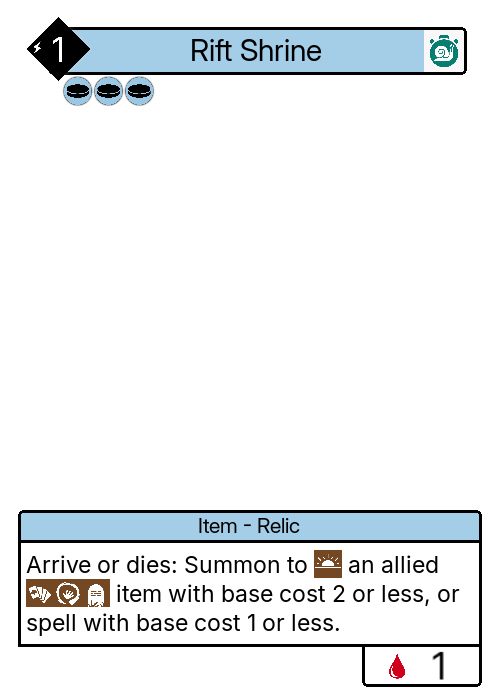 1
Rift Shrine
Item - Relic
Arrive or dies: Summon to an allied
item with base cost 2 or less, or
spell with base cost 1 or less.
1